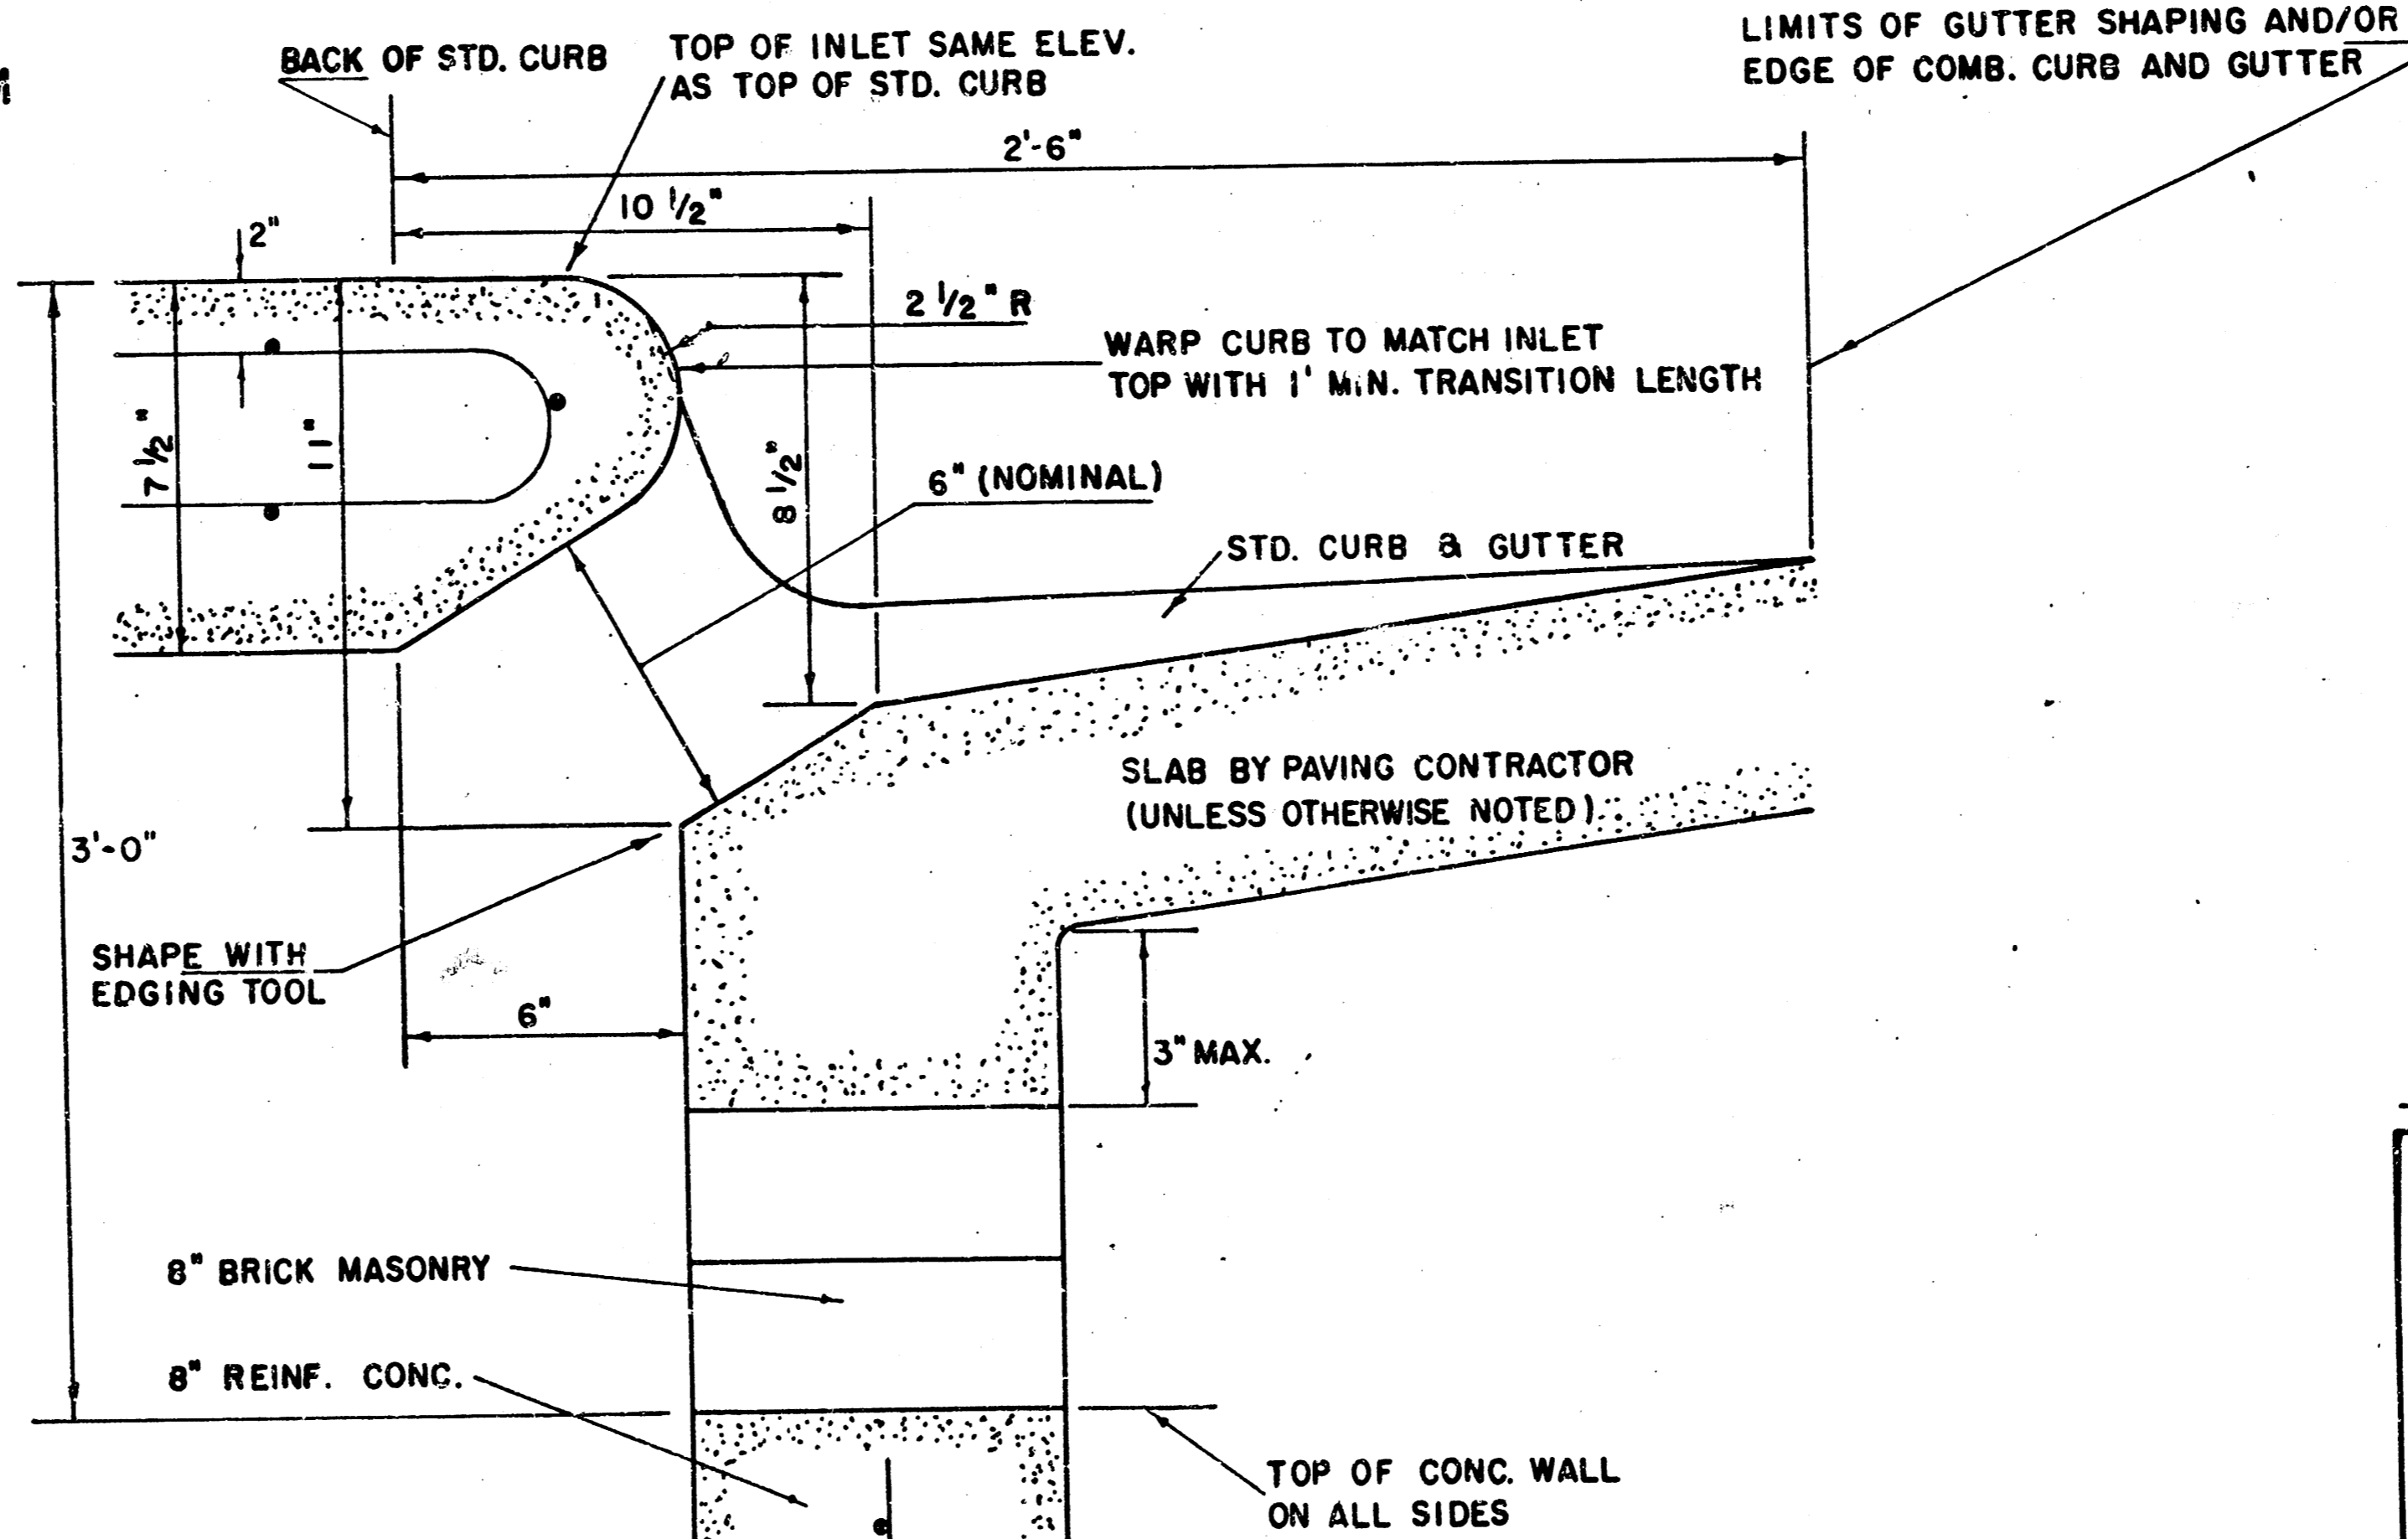 LIMITS OF GUTTER SHAPING AND/OR
EDGE OF COMB. CURB AND GUTTER
BACK OF STD. CURB
TOP OF INLET SAME ELEV.
AS TOP OF STD. CURB
2'-6"
10 1/2"
2"
2 1/2" R
WARP CURB TO MATCH INLET
TOP WITH 1' MIN. TRANSITION LENGTH
7 1/2"
11"
8 1/2"
6" (NOMINAL)
STD. CURB & GUTTER
SLAB BY PAVING CONTRACTOR
(UNLESS OTHERWISE NOTED)
3'-0"
SHAPE WITH
EDGING TOOL
6"
3" MAX.
8" BRICK MASONRY
8" REINF. CONC.
TOP OF CONC. WALL
ON ALL SIDES